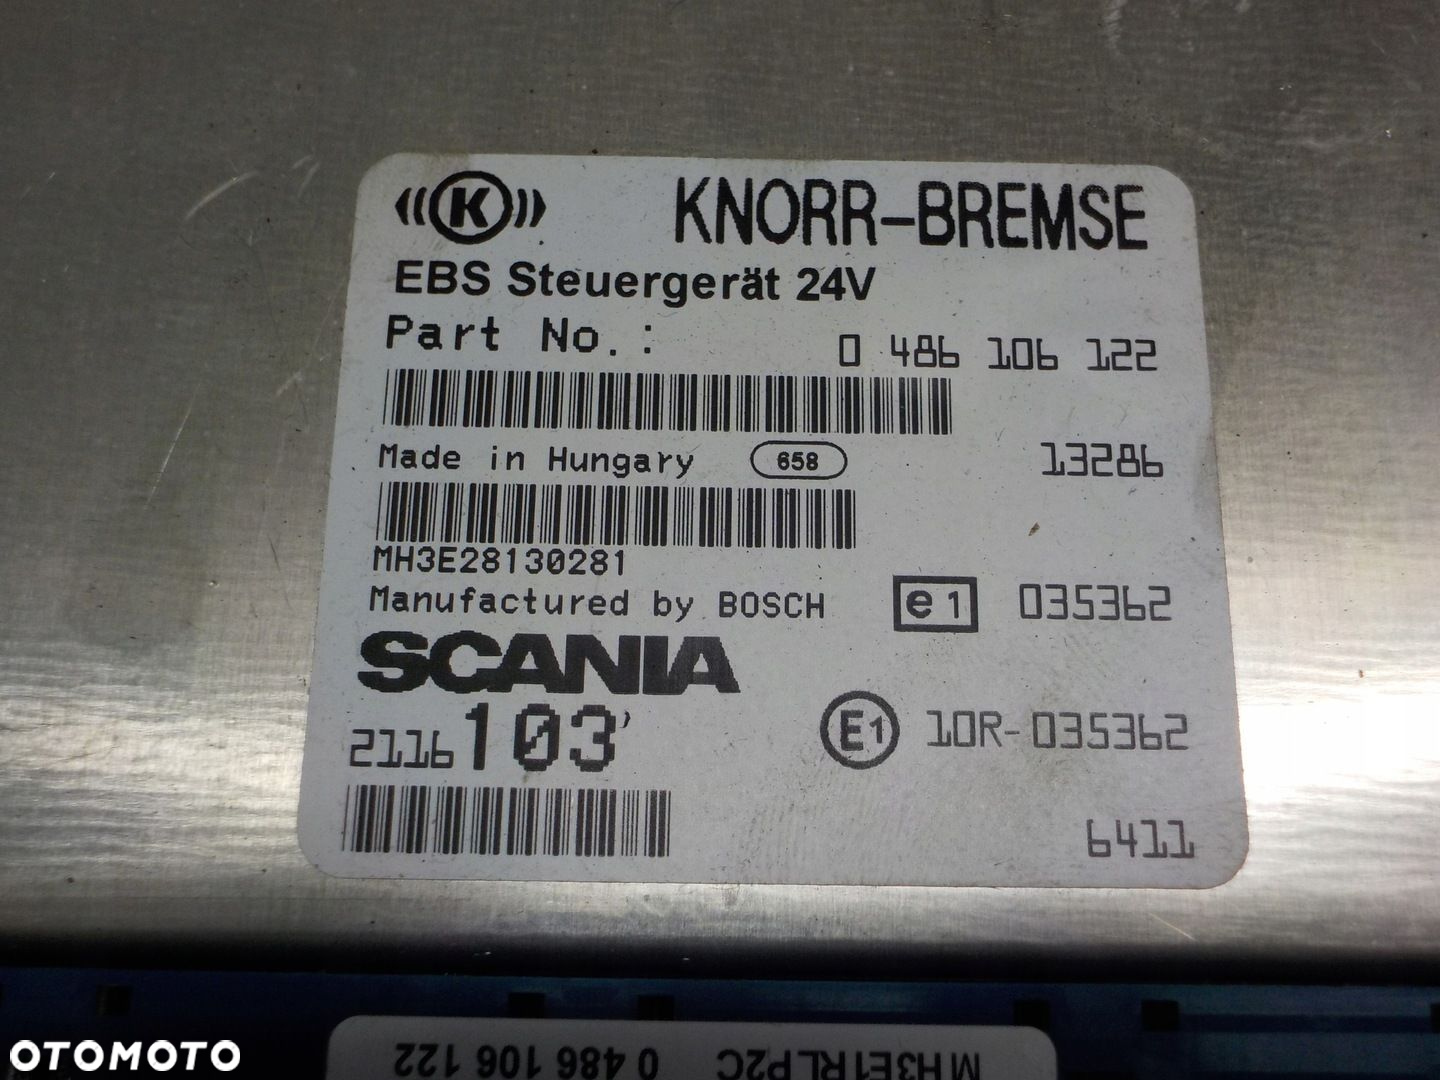 K KNORR-BREMSE
EBS Steuergerät 24V
Part No.: 0 486 106 122
Made in Hungary 658 13286
MH3E28130281
Manufactured by BOSCH e1 035362
SCANIA
2116103' E1 10R-035362
6411
MH3E1RLP2C 0 486 106 122
OTOMOTO